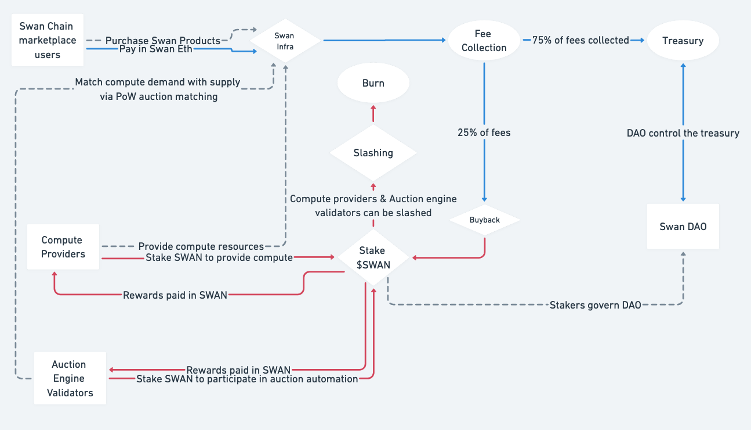 Swan Chain
marketplace
users
Purchase Swan Products
Pay in Swan Eth
Swan
Infra
Fee
Collection
75% of fees collected
Treasury
Match compute demand with supply
via PoW auction matching
Burn
Slashing
25% of fees
DAO control the treasury
Compute providers & Auction engine
validators can be slashed
Buyback
Swan DAO
Compute
Providers
Provide compute resources
Stake SWAN to provide compute
Stake
$SWAN
Rewards paid in SWAN
Stakers govern DAO
Auction
Engine
Validators
Rewards paid in SWAN
Stake SWAN to participate in auction automation